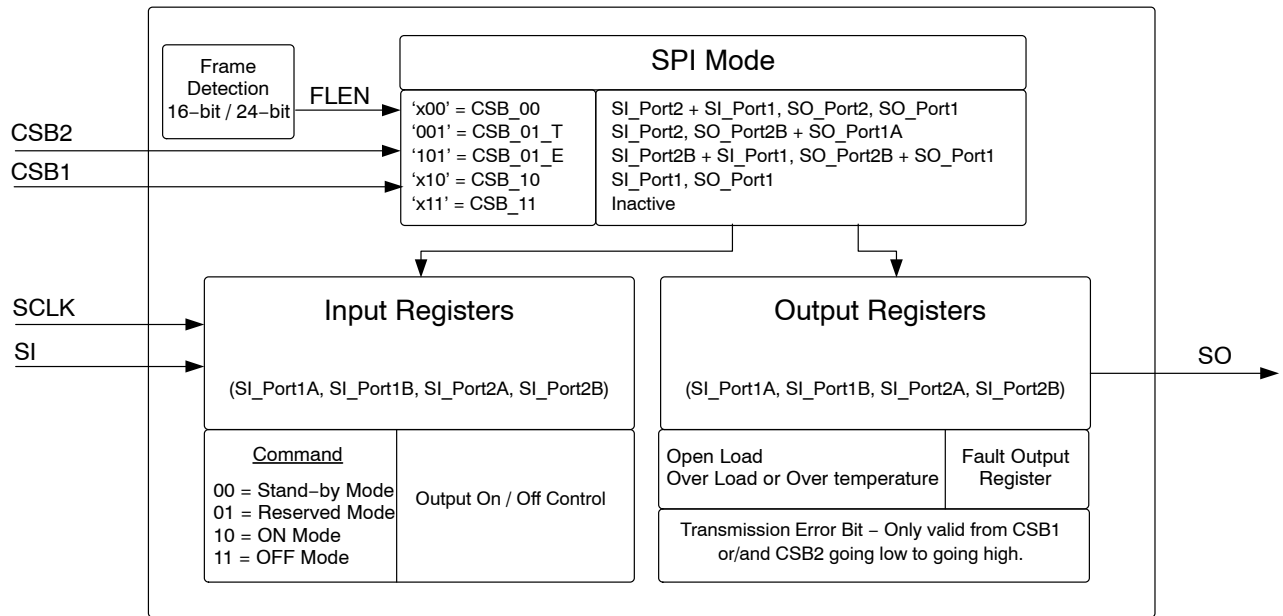 Frame
Detection
16−bit / 24−bit
FLEN
CSB2
CSB1
SPI Mode
‘x00’ = CSB_00
SI_Port2 + SI_Port1, SO_Port2, SO_Port1
‘001’ = CSB_01_T
SI_Port2, SO_Port2B + SO_Port1A
‘101’ = CSB_01_E
SI_Port2B + SI_Port1, SO_Port2B + SO_Port1
‘x10’ = CSB_10
SI_Port1, SO_Port1
‘x11’ = CSB_11
Inactive
SCLK
SI
Input Registers
(SI_Port1A, SI_Port1B, SI_Port2A, SI_Port2B)
Command
00 = Stand−by Mode
01 = Reserved Mode
10 = ON Mode
11 = OFF Mode
Output On / Off Control
Output Registers
(SI_Port1A, SI_Port1B, SI_Port2A, SI_Port2B)
SO
Open Load
Over Load or Over temperature
Fault Output
Register
Transmission Error Bit − Only valid from CSB1
or/and CSB2 going low to going high.